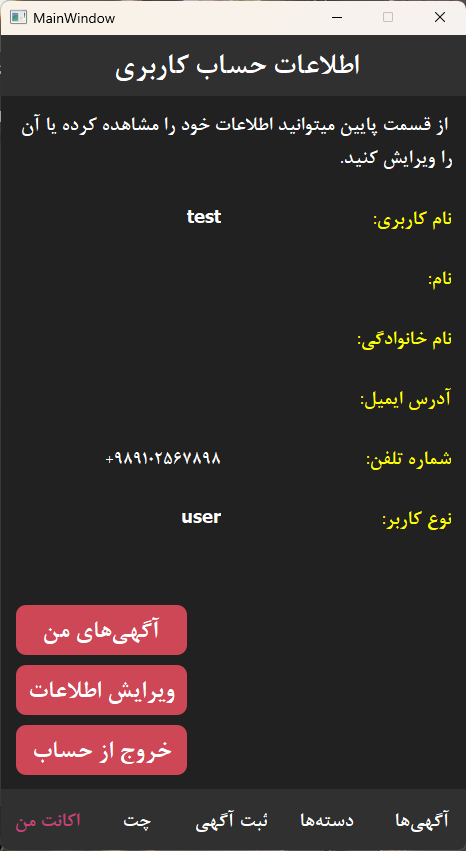 MainWindow
اطلاعات حساب کاربری
از قسمت پایین میتوانید اطلاعات خود را مشاهده کرده یا آن
را ویرایش کنید.
نام کاربری: test
نام:
نام خانوادگی:
آدرس ایمیل:
شماره تلفن: +۹۸۹۱۰۲۵۶۷۸۹۸
نوع کاربر: user
آگهی‌های من
ویرایش اطلاعات
خروج از حساب
آگهی‌ها دسته‌ها ثبت آگهی چت اکانت من